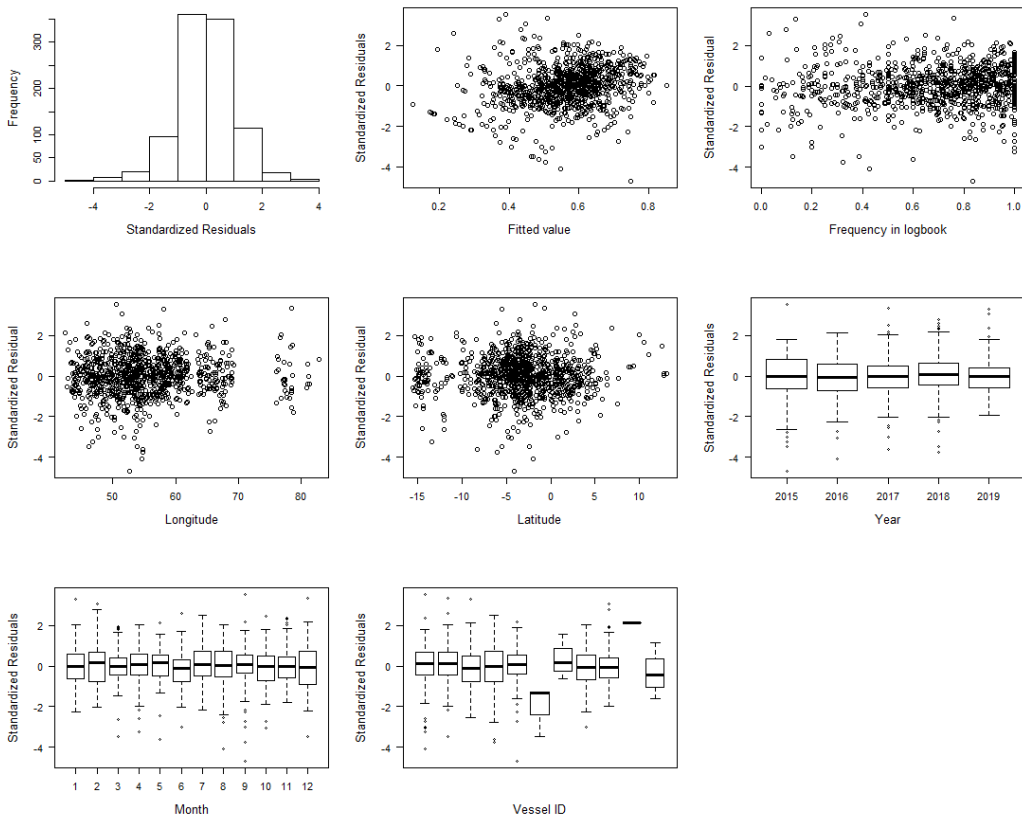 Frequency
0
50
100
200
300
-4 -2 0 2 4
Standardized Residuals
Standardized Residual
-4
-2
0
2
0.2 0.4 0.6 0.8
Fitted value
Standardized Residual
-4
-2
0
2
0.0 0.2 0.4 0.6 0.8 1.0
Frequency in logbook
Standardized Residual
-4
-2
0
2
50 60 70 80
Longitude
Standardized Residual
-4
-2
0
2
-15 -10 -5 0 5 10
Latitude
Standardized Residuals
-4
-2
0
2
2015 2016 2017 2018 2019
Year
Standardized Residuals
-4
-2
0
2
1 2 3 4 5 6 7 8 9 10 11 12
Month
Standardized Residuals
-4
-2
0
2
Vessel ID